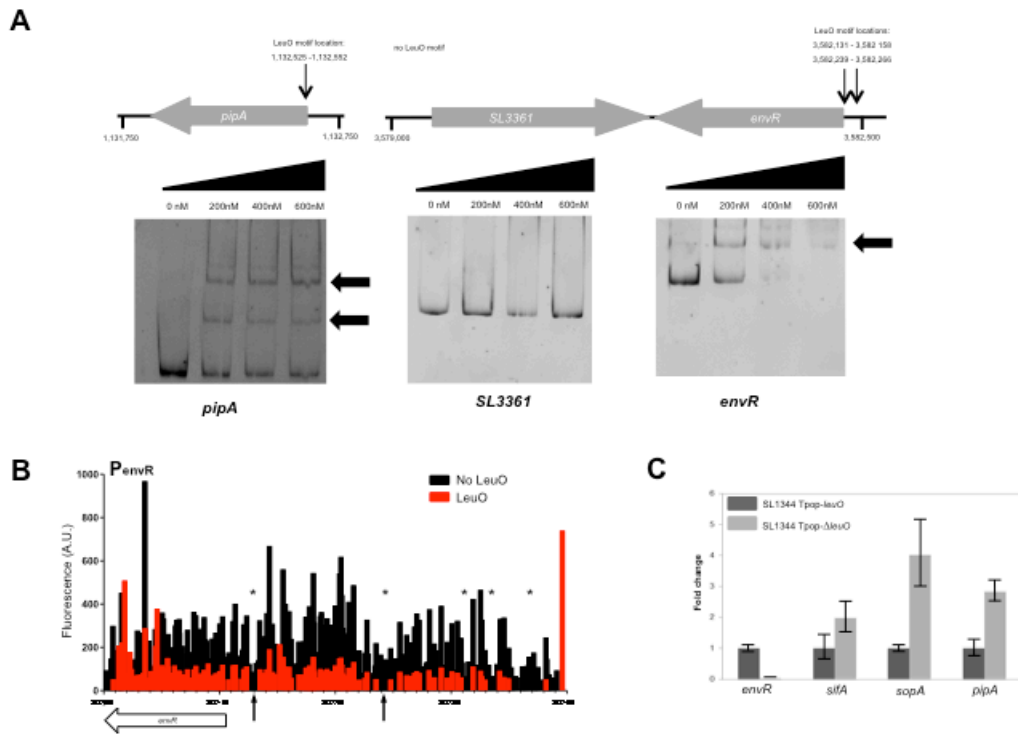 A
LeuO motif location:
1,132,525 -1,132,552
no LeuO motif
LeuO motif locations:
3,582,131 - 3,582 158
3,582,239 - 3,582,266
pipA
SL3361
envR
1,131,750
1,132,750
3,579,000
3,582,500
0 nM 200nM 400nM 600nM
0 nM 200nM 400nM 600nM
0 nM 200nM 400nM 600nM
pipA
SL3361
envR
B
PenvR
Fluorescence (A.U.)
1000
800
600
400
200
0
No LeuO
LeuO
* * * * *
envR
C
Fold change
6
5
4
3
2
1
0
SL1344 Tpop-leuO
SL1344 Tpop-ΔleuO
envR sifA sopA pipA